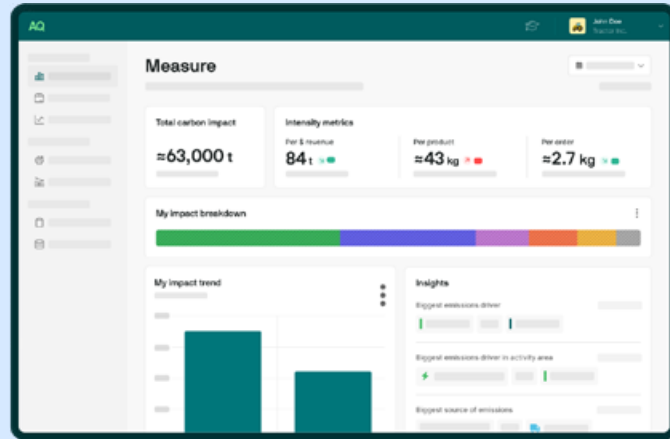 AQ
John Doe
Tractor Inc.
Measure
Total carbon impact
≈63,000 t
Intensity metrics
Per $ revenue
84 t
Per product
≈43 kg
Per order
≈2.7 kg
My impact breakdown
My impact trend
Insights
Biggest emissions driver
Biggest emissions driver in activity area
Biggest source of emissions